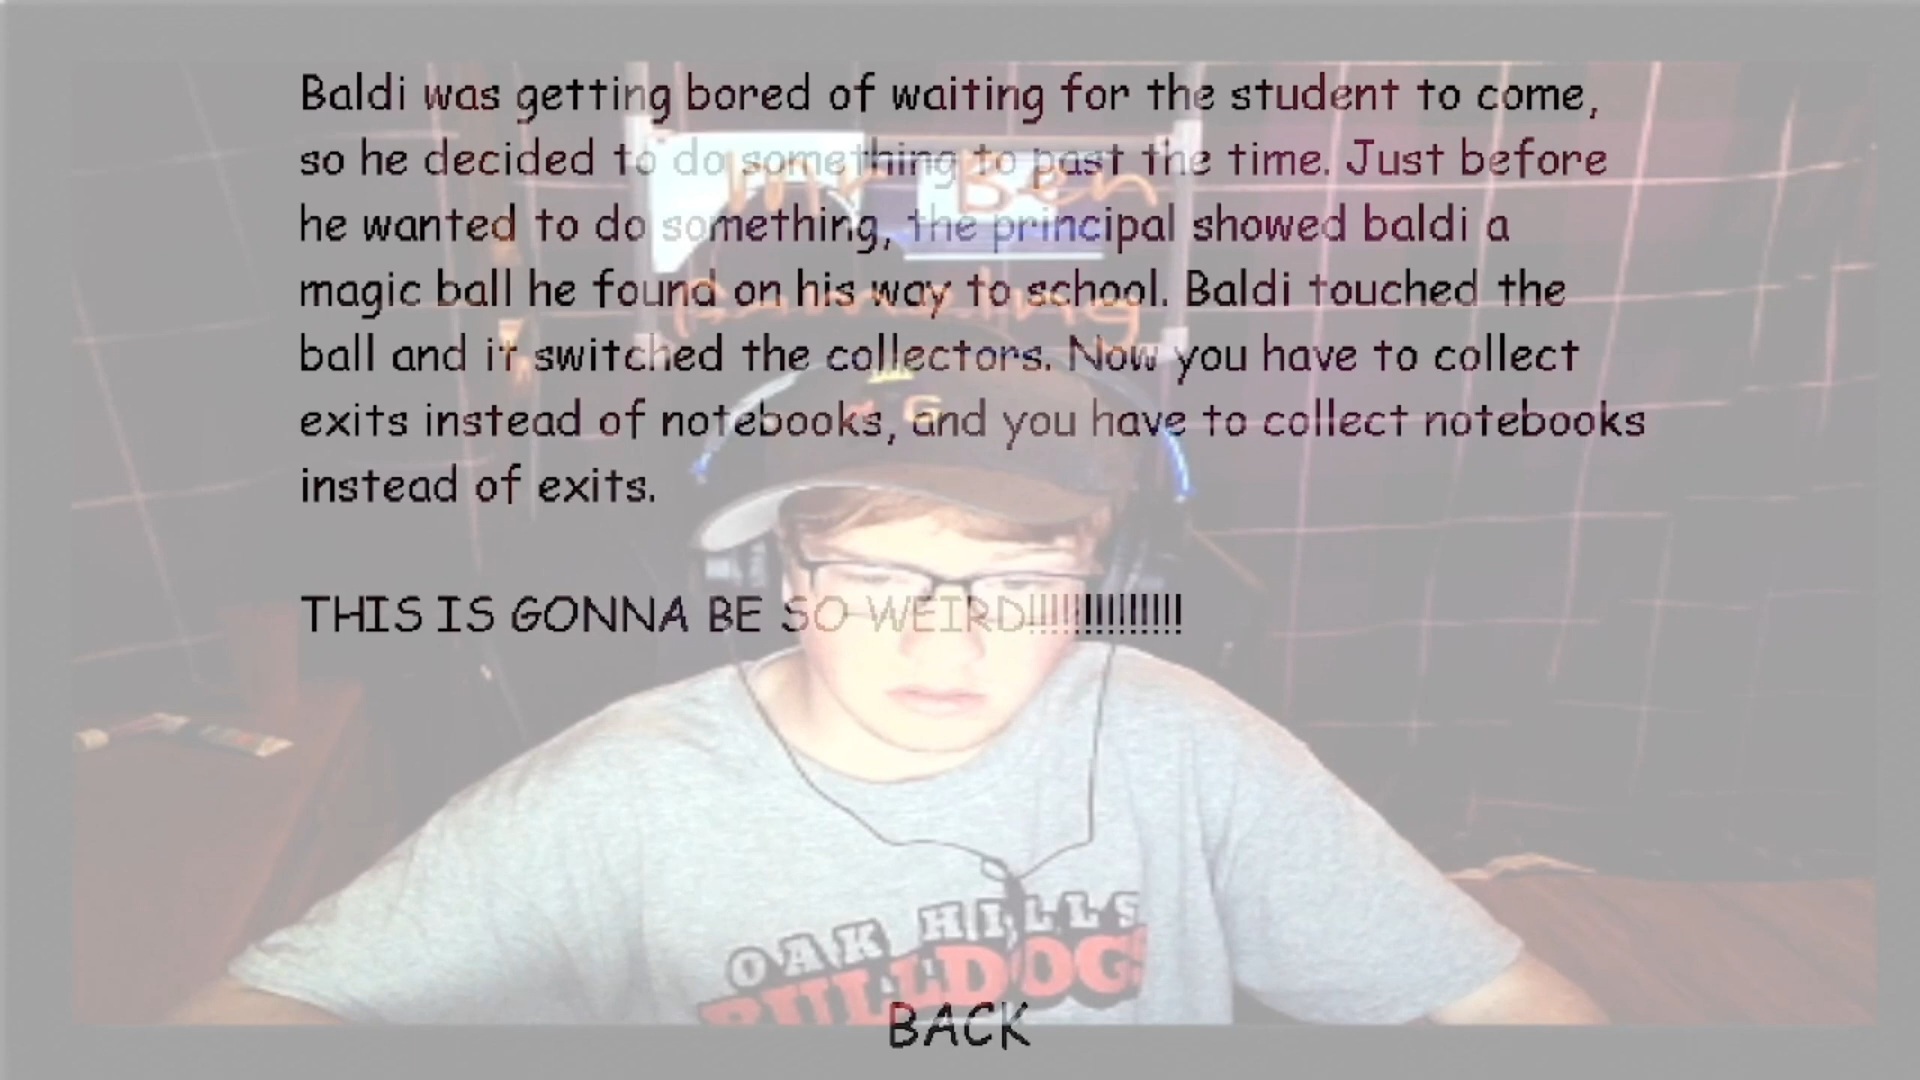 Baldi was getting bored of waiting for the student to come,
so he decided to do something to past the time. Just before
he wanted to do something, the principal showed baldi a
magic ball he found on his way to school. Baldi touched the
ball and it switched the collectors. Now you have to collect
exits instead of notebooks, and you have to collect notebooks
instead of exits.
THIS IS GONNA BE SO WEIRD!!!!!!!!!!!!!!!
Mr Ben
G
OAK HILLS
BULLDOGS
BACK